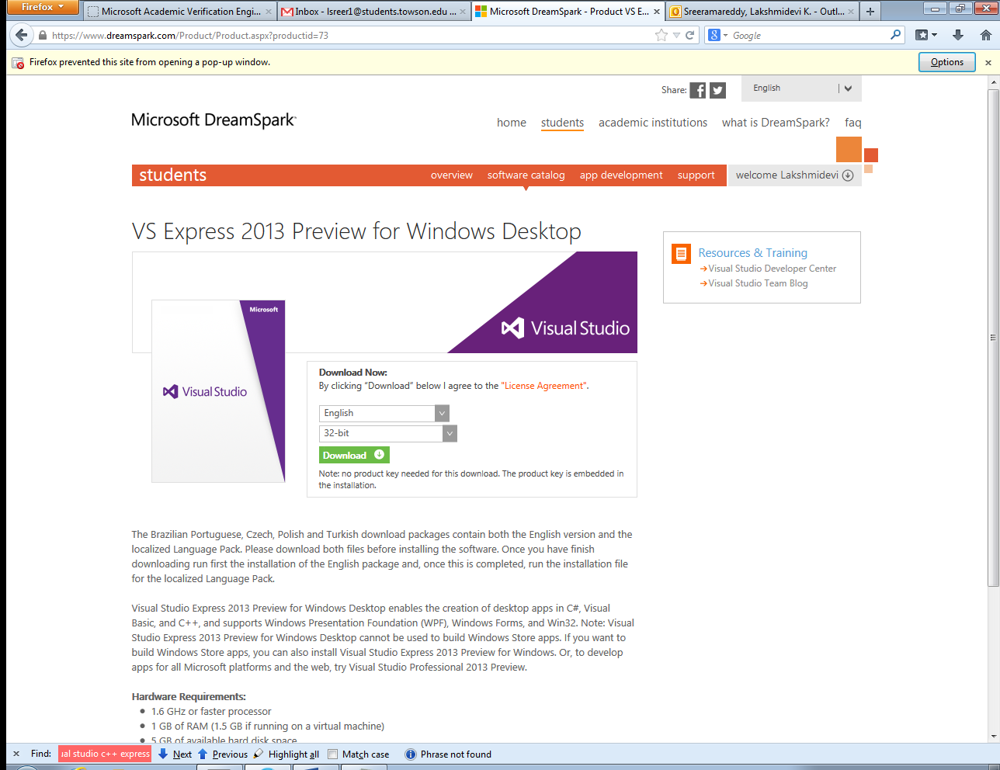 Firefox
Microsoft Academic Verification Engi...
Inbox - lsreer1@students.towson.edu ...
Microsoft DreamSpark - Product VS E...
Sreeramareddy, Lakshmidevi K. - Outl...
https://www.dreamspark.com/Product/Product.aspx?productid=73
Google
Firefox prevented this site from opening a pop-up window.
Options
Share:
English
Microsoft DreamSpark
home students academic institutions what is DreamSpark? faq
students
overview software catalog app development support
welcome Lakshmidevi
VS Express 2013 Preview for Windows Desktop
Resources & Training
Visual Studio Developer Center
Visual Studio Team Blog
Microsoft
Visual Studio
Visual Studio
Download Now:
By clicking “Download” below I agree to the "License Agreement".
English
32-bit
Download
Note: no product key needed for this download. The product key is embedded in
the installation.
The Brazilian Portuguese, Czech, Polish and Turkish download packages contain both the English version and the
localized Language Pack. Please download both files before installing the software. Once you have finish
downloading run first the installation of the English package and, once this is completed, run the installation file
for the localized Language Pack.
Visual Studio Express 2013 Preview for Windows Desktop enables the creation of desktop apps in C#, Visual
Basic, and C++, and supports Windows Presentation Foundation (WPF), Windows Forms, and Win32. Note: Visual
Studio Express 2013 Preview for Windows Desktop cannot be used to build Windows Store apps. If you want to
build Windows Store apps, you can also install Visual Studio Express 2013 Preview for Windows. Or, to develop
apps for all Microsoft platforms and the web, try Visual Studio Professional 2013 Preview.
Hardware Requirements:
1.6 GHz or faster processor
1 GB of RAM (1.5 GB if running on a virtual machine)
5 GB of available hard disk space
Find: ual studio c++ express Next Previous Highlight all Match case Phrase not found